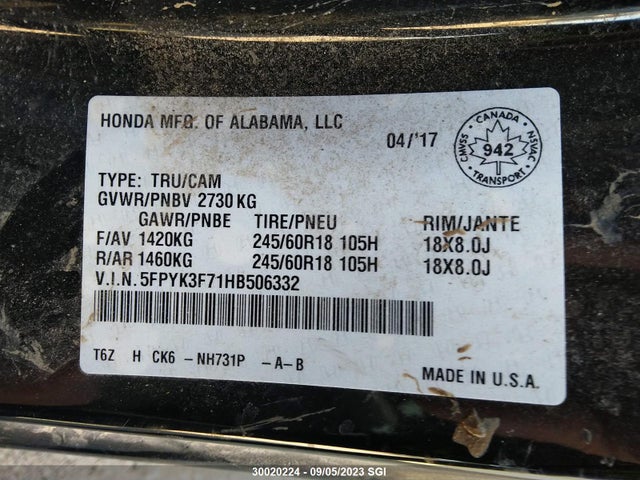 HONDA MFG. OF ALABAMA, LLC
04/'17
CANADA
CMVSS NSVAC
942
TRANSPORT
TYPE: TRU/CAM
GVWR/PNBV 2730 KG
GAWR/PNBE TIRE/PNEU RIM/JANTE
F/AV 1420KG 245/60R18 105H 18X8.0J
R/AR 1460KG 245/60R18 105H 18X8.0J
V.I.N. 5FPYK3F71HB506332
T6Z H CK6 - NH731P - A - B
MADE IN U.S.A.
30020224 - 09/05/2023 SGI